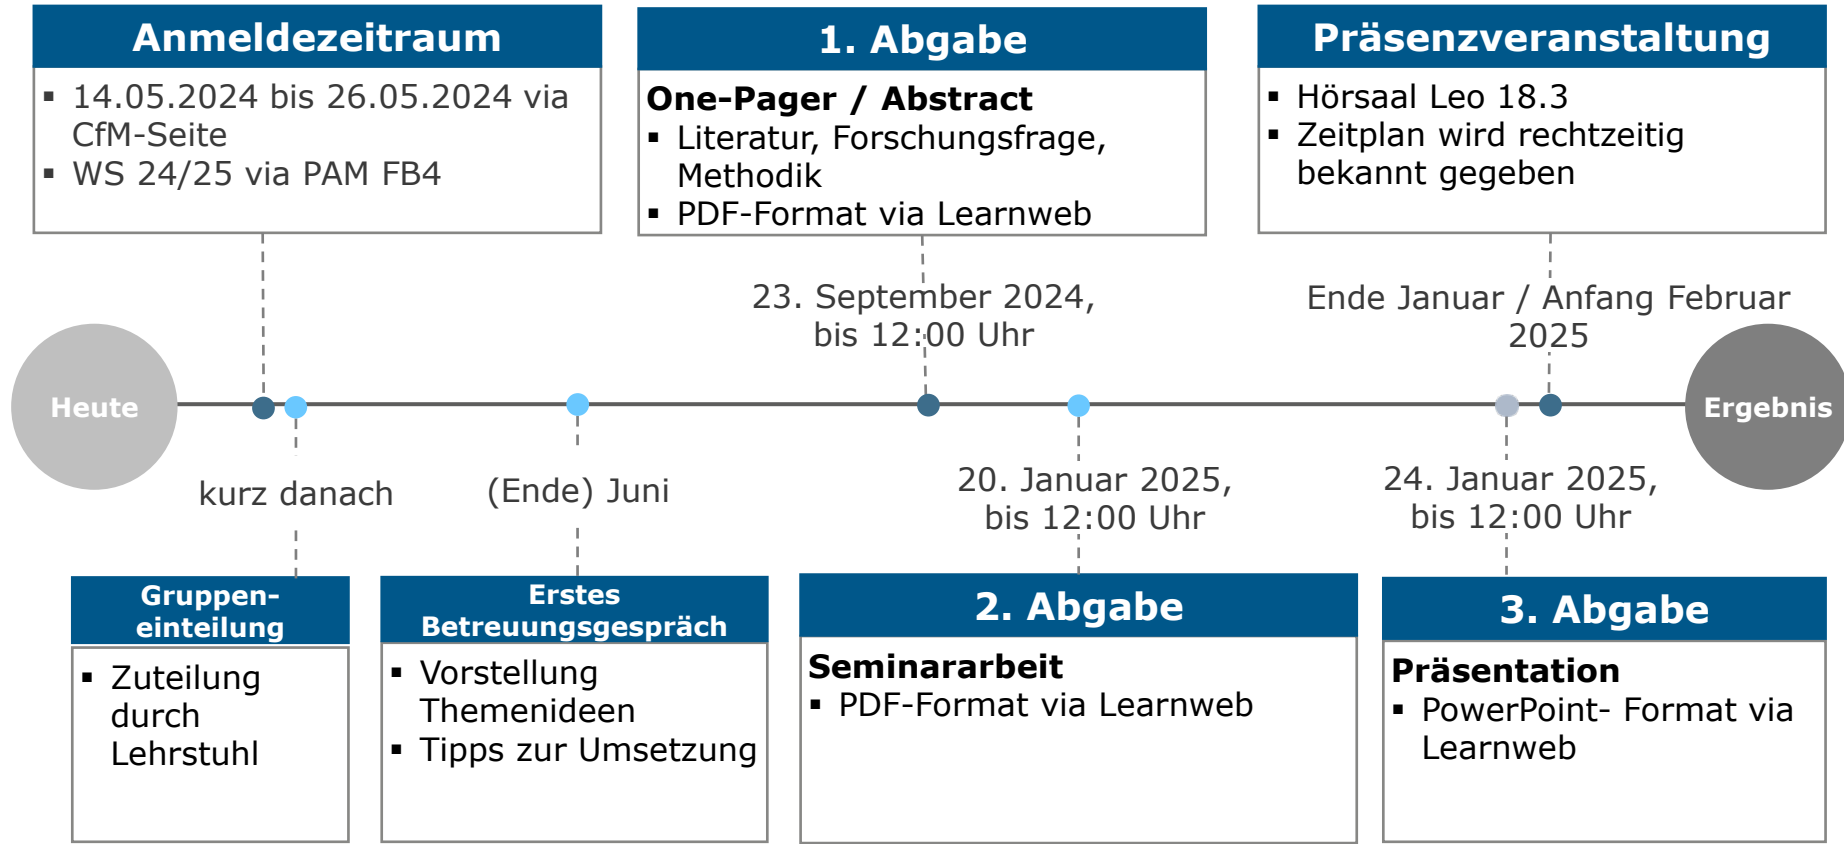 Anmeldezeitraum
▪ 14.05.2024 bis 26.05.2024 via
CfM-Seite
▪ WS 24/25 via PAM FB4
1. Abgabe
One-Pager / Abstract
▪ Literatur, Forschungsfrage,
Methodik
▪ PDF-Format via Learnweb
Präsenzveranstaltung
▪ Hörsaal Leo 18.3
▪ Zeitplan wird rechtzeitig
bekannt gegeben
23. September 2024,
bis 12:00 Uhr
Ende Januar / Anfang Februar
2025
Heute
Ergebnis
kurz danach
(Ende) Juni
20. Januar 2025,
bis 12:00 Uhr
24. Januar 2025,
bis 12:00 Uhr
Gruppen-
einteilung
▪ Zuteilung
durch
Lehrstuhl
Erstes
Betreuungsgespräch
▪ Vorstellung
Themenideen
▪ Tipps zur Umsetzung
2. Abgabe
Seminararbeit
▪ PDF-Format via Learnweb
3. Abgabe
Präsentation
▪ PowerPoint- Format via
Learnweb